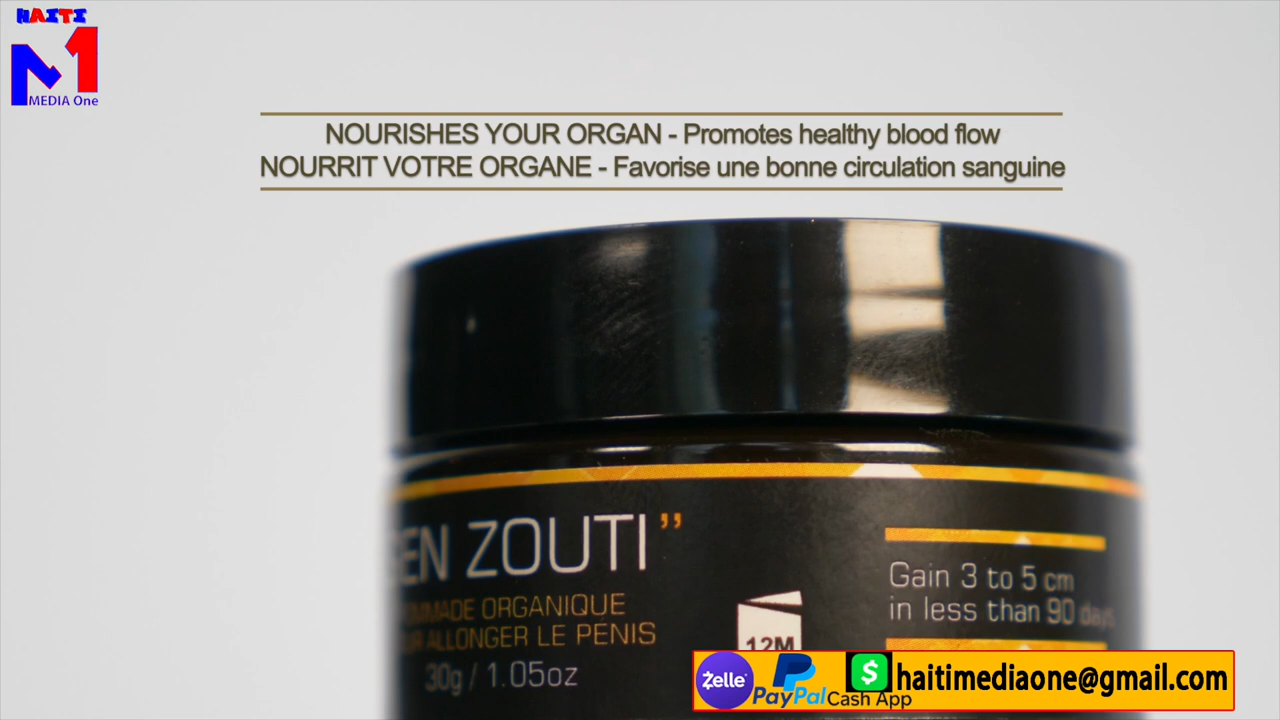 HAITI
M1
MEDIA One
NOURISHES YOUR ORGAN - Promotes healthy blood flow
NOURRIT VOTRE ORGANE - Favorise une bonne circulation sanguine
EN ZOUTI”
MMADE ORGANIQUE
UR ALLONGER LE PÉNIS
30g / 1.05oz
12M
Gain 3 to 5 cm
in less than 90 days
Zelle
PayPal
$
Cash App
haitimediaone@gmail.com